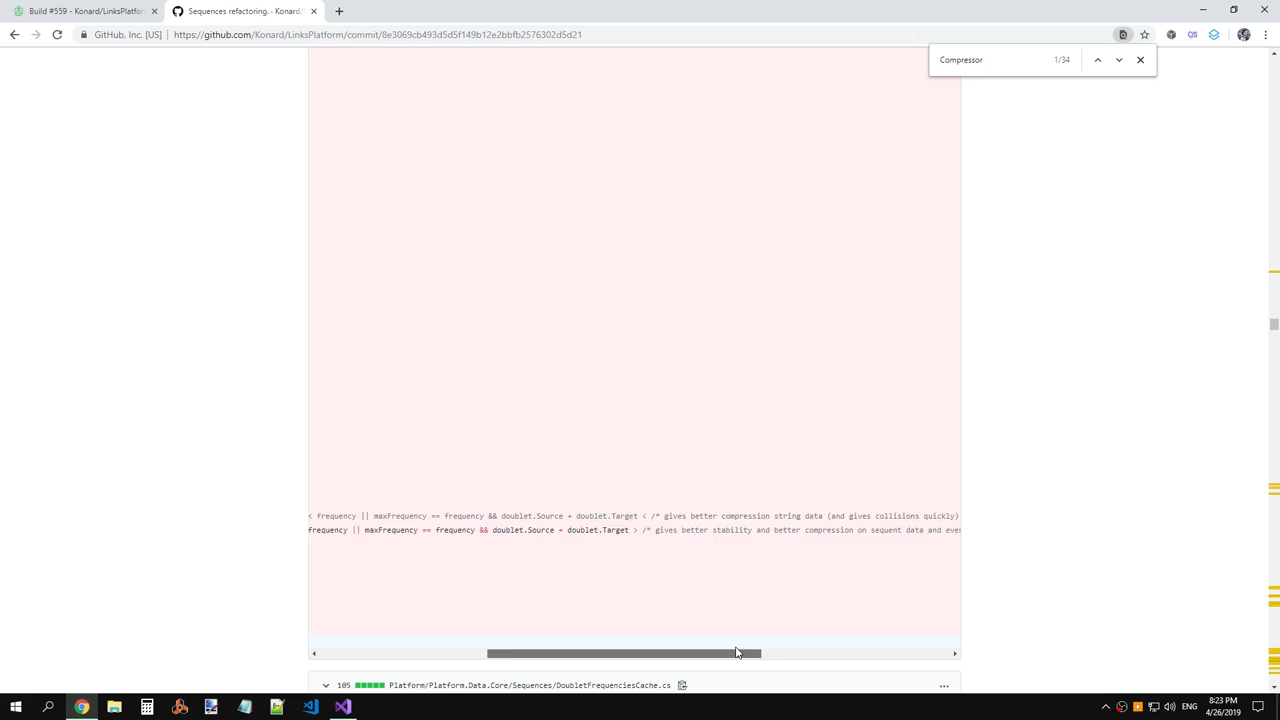 Build #559 - Konard/LinksPlatfo
Sequences refactoring. · Konard/
GitHub, Inc. [US]
https://github.com/Konard/LinksPlatform/commit/8e3069cb493d5d5f149b12e2bbfb2576302d5d21
Compressor
1/34
< frequency || maxFrequency == frequency && doublet.Source + doublet.Target < /* gives better compression string data (and gives collisions quickly)
frequency || maxFrequency == frequency && doublet.Source + doublet.Target > /* gives better stability and better compression on sequent data and even
105
Platform/Platform.Data.Core/Sequences/DoubletFrequenciesCache.cs
ENG
8:23 PM
4/26/2019